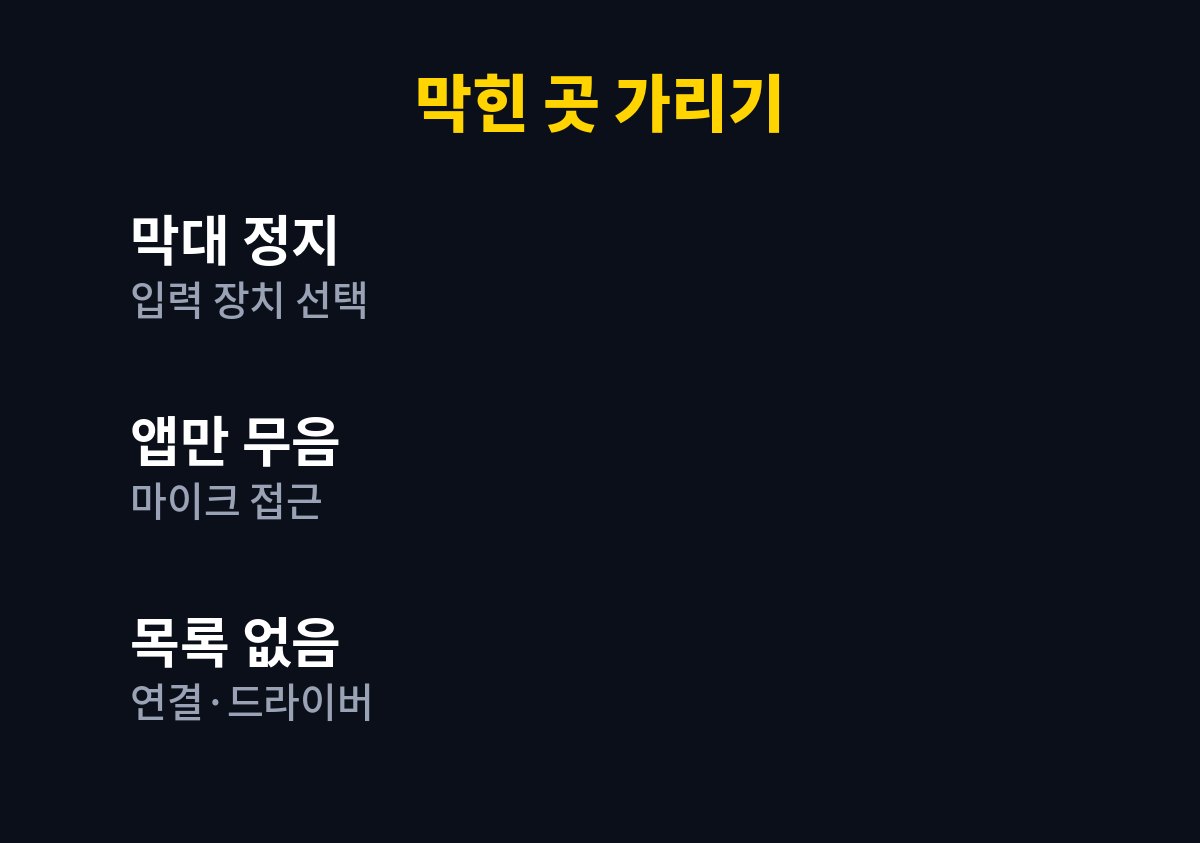 막힌 곳 가리기
막대 정지
입력 장치 선택
앱만 무음
마이크 접근
목록 없음
연결·드라이버